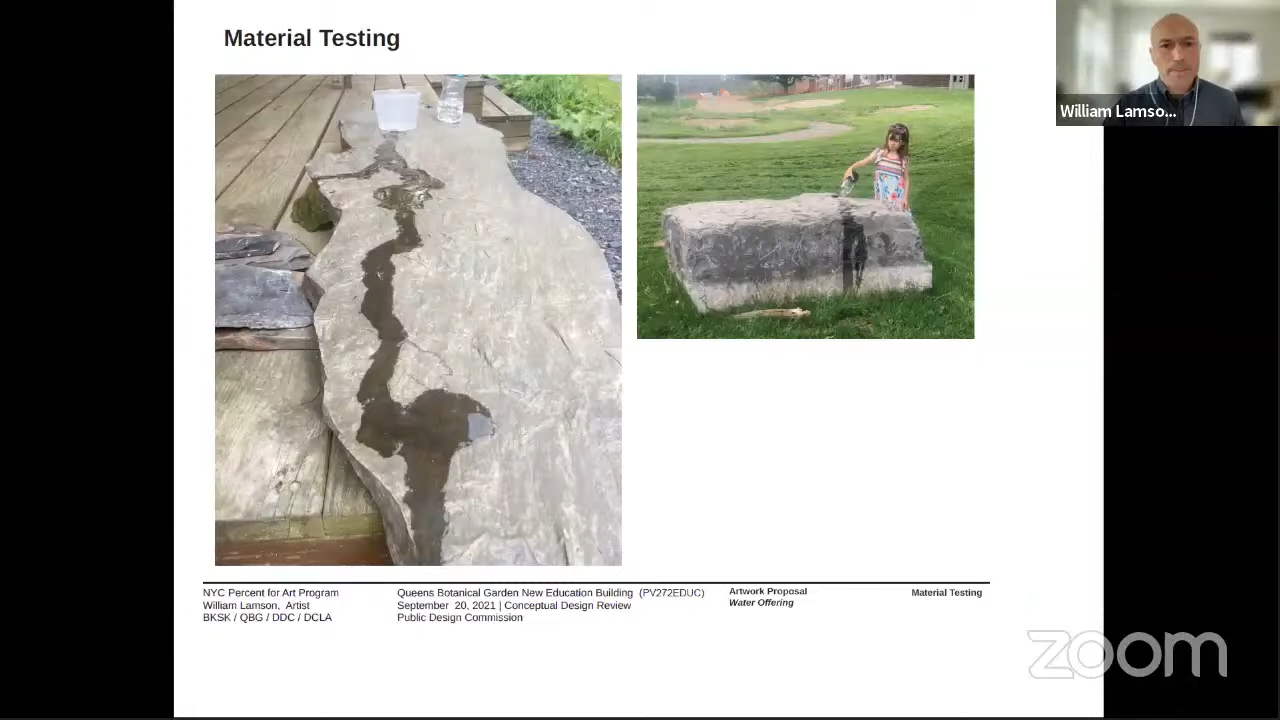 Material Testing
William Lamso...
NYC Percent for Art Program
William Lamson, Artist
BKSK / QBG / DDC / DCLA
Queens Botanical Garden New Education Building (PV272EDUC)
September 20, 2021 | Conceptual Design Review
Public Design Commission
Artwork Proposal
Water Offering
Material Testing
zoom